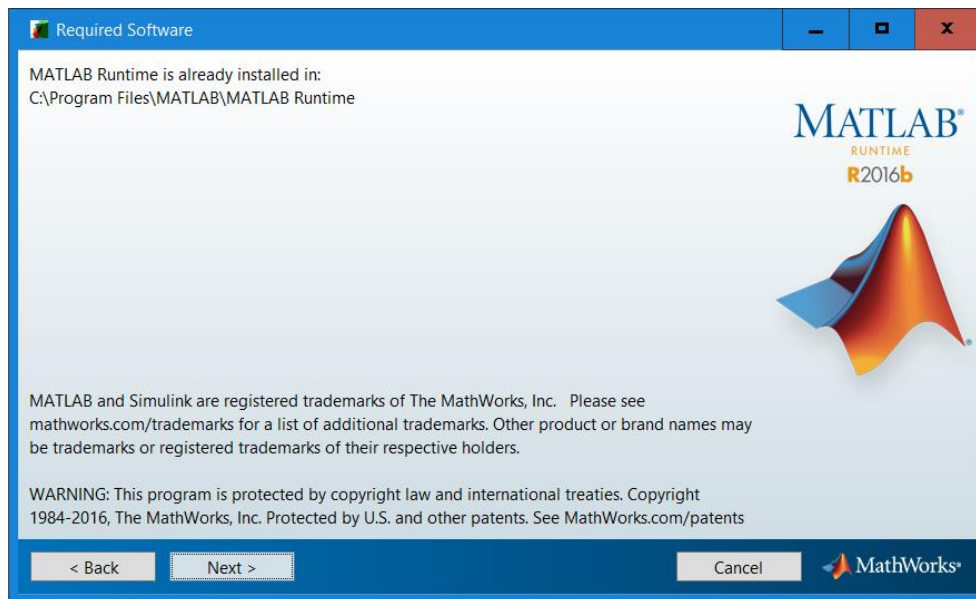 Required Software
MATLAB Runtime is already installed in:
C:\Program Files\MATLAB\MATLAB Runtime
MATLAB®
RUNTIME
R2016b
MATLAB and Simulink are registered trademarks of The MathWorks, Inc.   Please see
mathworks.com/trademarks for a list of additional trademarks. Other product or brand names may
be trademarks or registered trademarks of their respective holders.
WARNING: This program is protected by copyright law and international treaties. Copyright
1984-2016, The MathWorks, Inc. Protected by U.S. and other patents. See MathWorks.com/patents
< Back
Next >
Cancel
MathWorks®